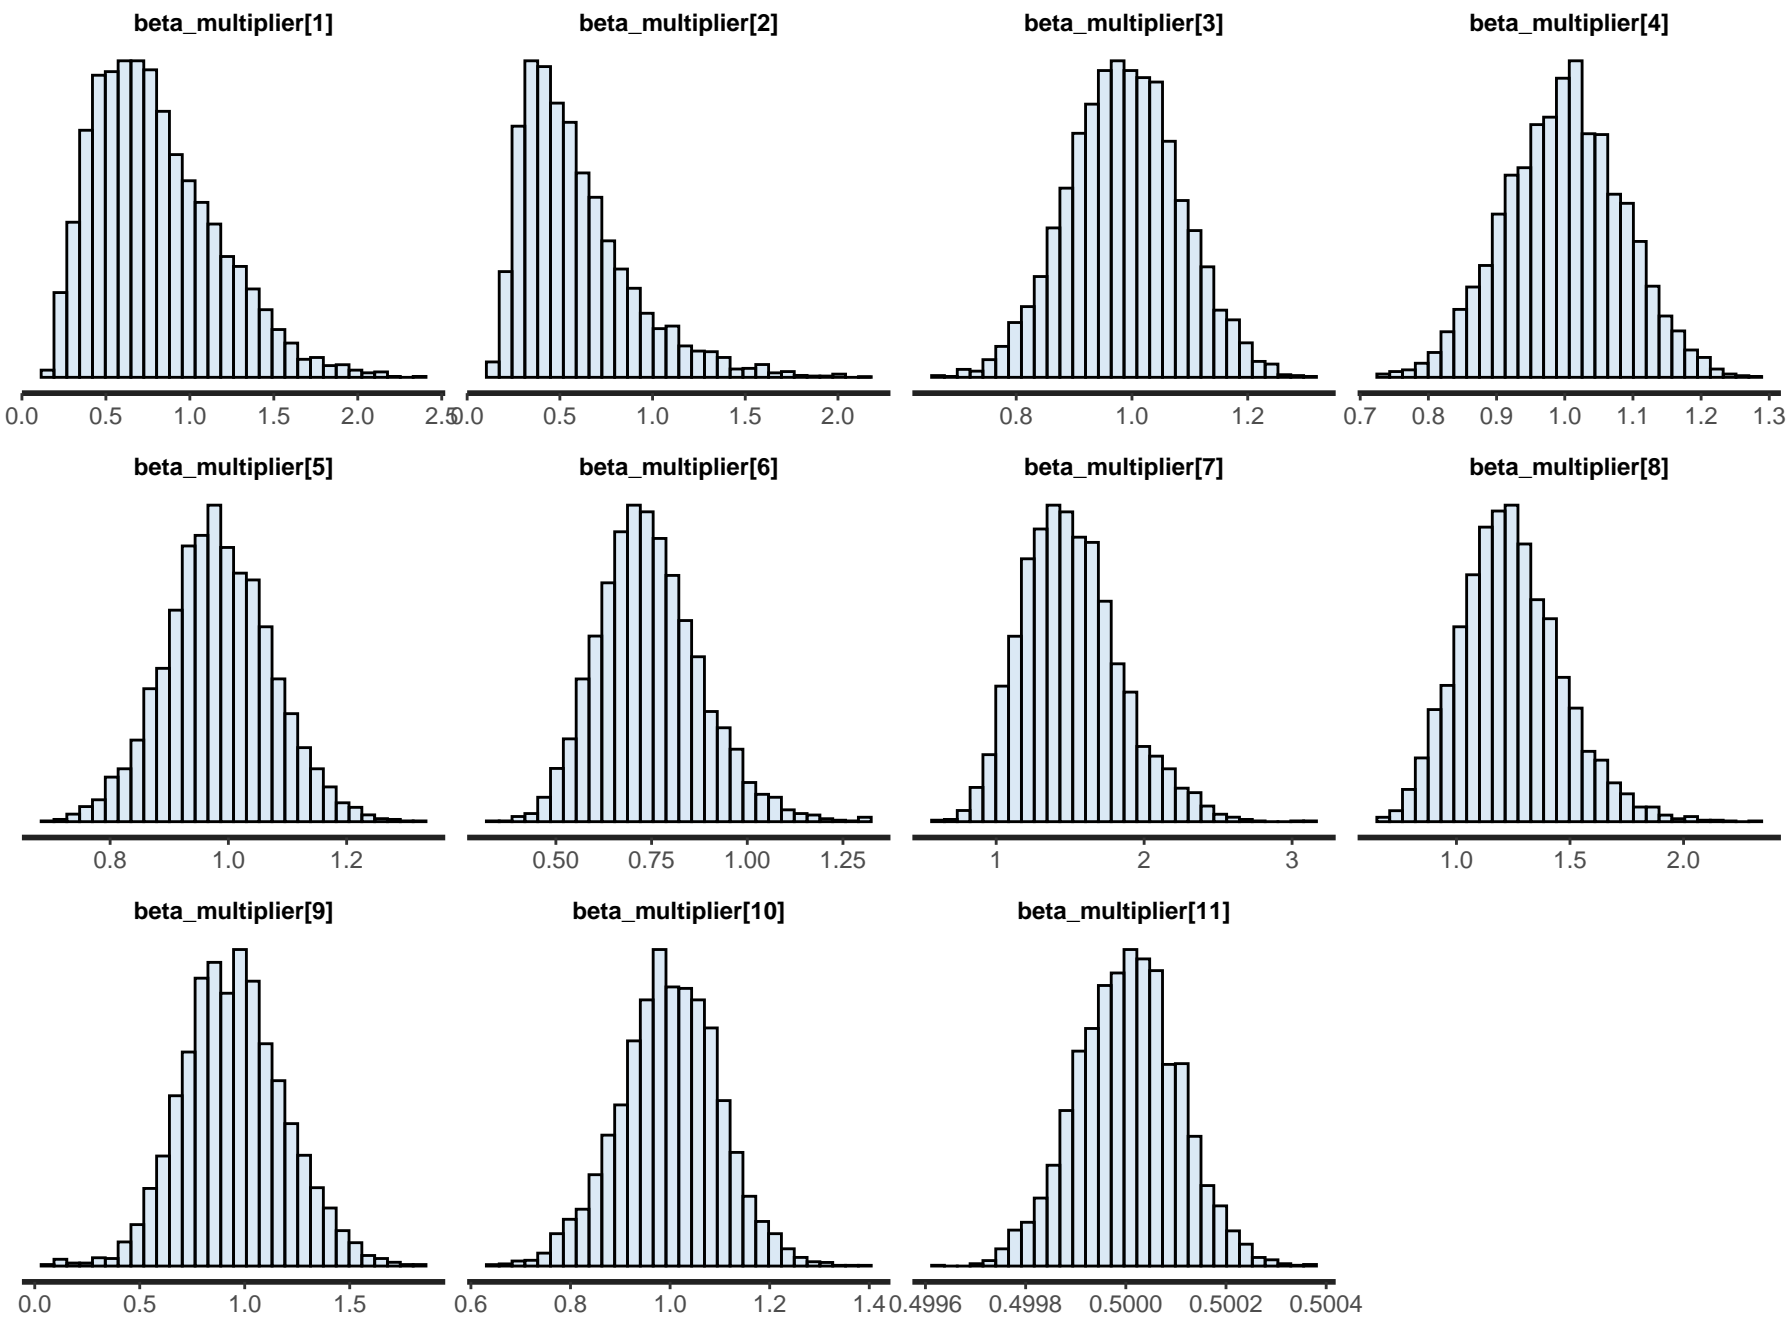 beta_multiplier[1] beta_multiplier[2] beta_multiplier[3] beta_multiplier[4]
0.0 0.5 1.0 1.5 2.0 2.5 0.0 0.5 1.0 1.5 2.0 0.8 1.0 1.2 0.7 0.8 0.9 1.0 1.1 1.2 1.3
beta_multiplier[5] beta_multiplier[6] beta_multiplier[7] beta_multiplier[8]
0.8 1.0 1.2 0.50 0.75 1.00 1.25 1 2 3 1.0 1.5 2.0
beta_multiplier[9] beta_multiplier[10] beta_multiplier[11]
0.0 0.5 1.0 1.5 0.6 0.8 1.0 1.2 1.4 0.4996 0.4998 0.5000 0.5002 0.5004